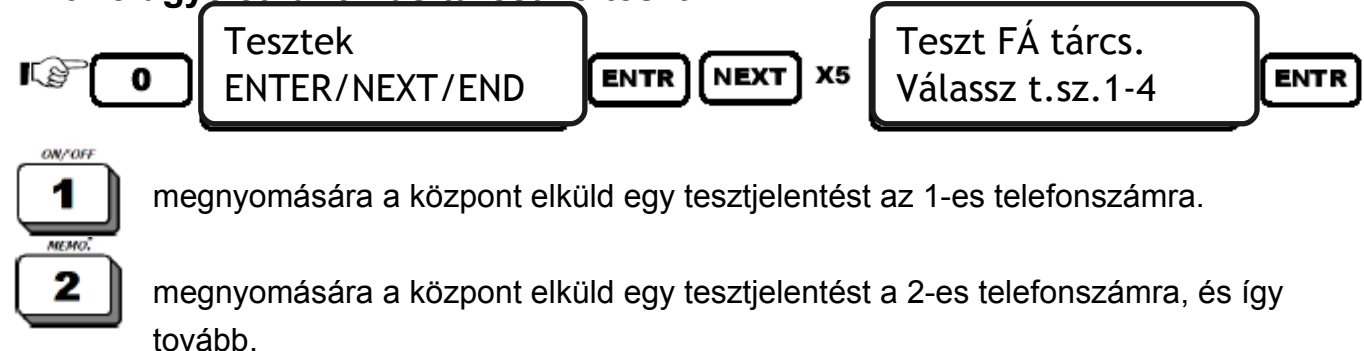 0 Tesztek ENTR NEXT X5 Teszt FÁ tárcs. ENTR
ENTER/NEXT/END Válassz t.sz.1-4
ON/OFF
1 megnyomására a központ elküld egy tesztjelentést az 1-es telefonszámra.
MEMO.
2 megnyomására a központ elküld egy tesztjelentést a 2-es telefonszámra, és így
tovább.